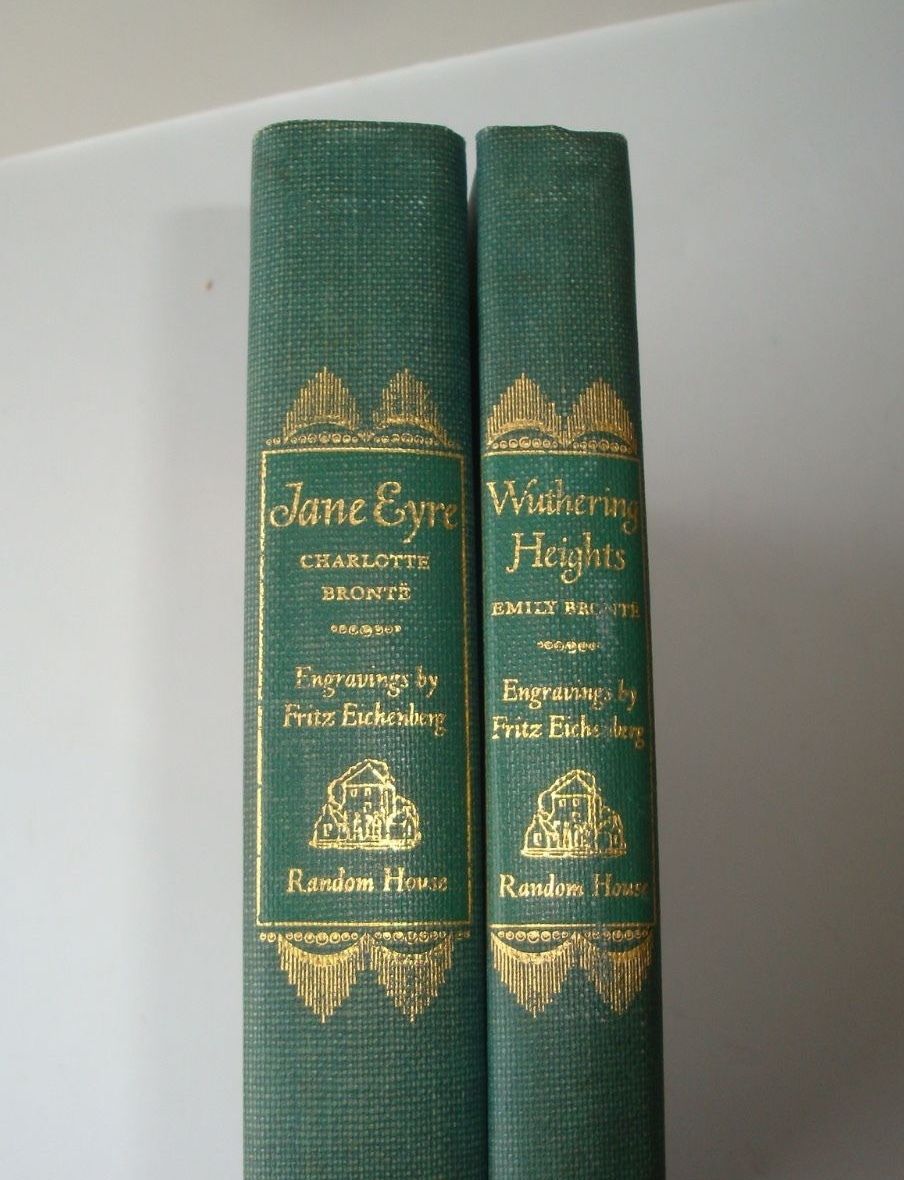 Jane Eyre
CHARLOTTE
BRONTË
Engravings by
Fritz Eichenberg
Random House
Wuthering
Heights
EMILY BRONTË
Engravings by
Fritz Eichenberg
Random House